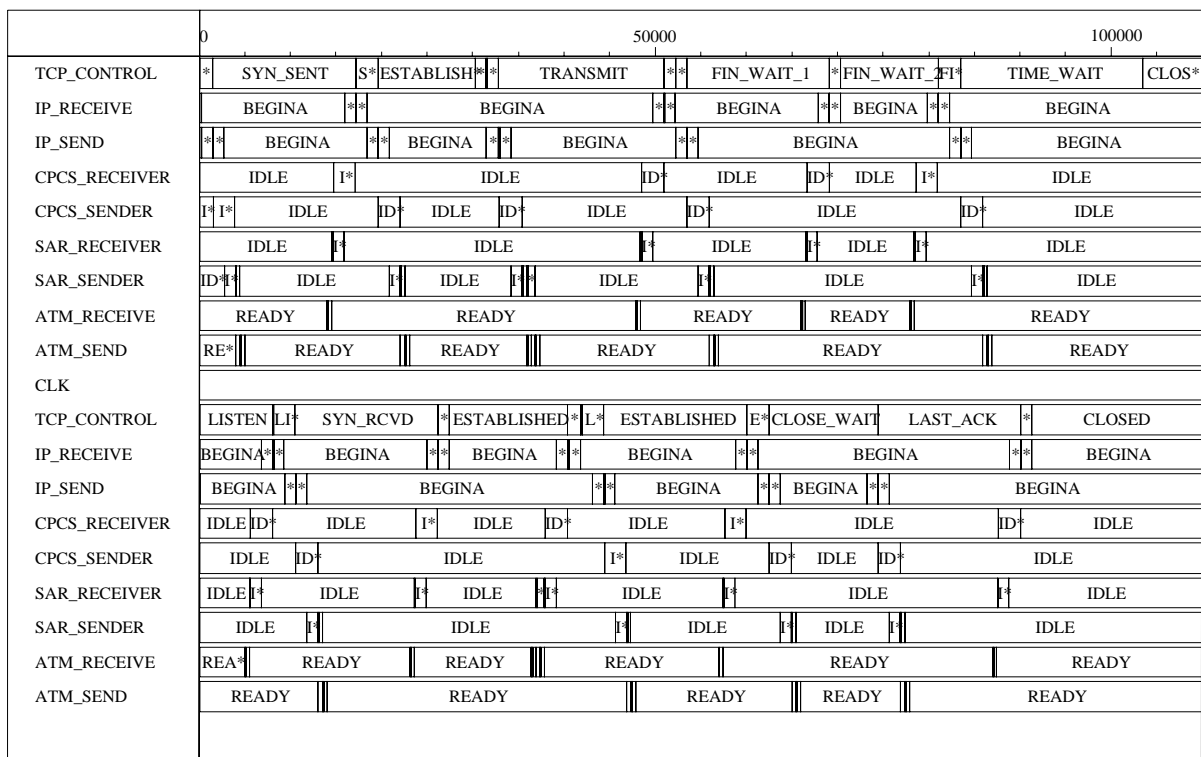 0 50000 100000
TCP_CONTROL * SYN_SENT S* ESTABLISH* * * TRANSMIT * * FIN_WAIT_1 * FIN_WAIT_2 FI* TIME_WAIT CLOS*
IP_RECEIVE BEGINA * * BEGINA * * BEGINA * * BEGINA * * BEGINA
IP_SEND * * BEGINA * * BEGINA * * BEGINA * * BEGINA * * BEGINA
CPCS_RECEIVER IDLE I* IDLE ID* IDLE ID* IDLE I* IDLE
CPCS_SENDER I* I* IDLE ID* IDLE ID* IDLE ID* IDLE ID* IDLE
SAR_RECEIVER IDLE I* IDLE I* IDLE I* IDLE I* IDLE
SAR_SENDER ID* I* IDLE I* IDLE I* * IDLE I* IDLE I* IDLE
ATM_RECEIVE READY READY READY READY READY
ATM_SEND RE* READY READY READY READY READY
CLK
TCP_CONTROL LISTEN LI* SYN_RCVD * ESTABLISHED * L* ESTABLISHED E* CLOSE_WAIT LAST_ACK * CLOSED
IP_RECEIVE BEGINA * * BEGINA * * BEGINA * * BEGINA * * BEGINA * * BEGINA
IP_SEND BEGINA * * BEGINA * * BEGINA * * BEGINA * * BEGINA
CPCS_RECEIVER IDLE ID* IDLE I* IDLE ID* IDLE I* IDLE ID* IDLE
CPCS_SENDER IDLE ID* IDLE I* IDLE ID* IDLE ID* IDLE
SAR_RECEIVER IDLE I* IDLE I* IDLE * I* IDLE I* IDLE I* IDLE
SAR_SENDER IDLE I* IDLE I* IDLE I* IDLE I* IDLE
ATM_RECEIVE REA* READY READY READY READY READY
ATM_SEND READY READY READY READY READY